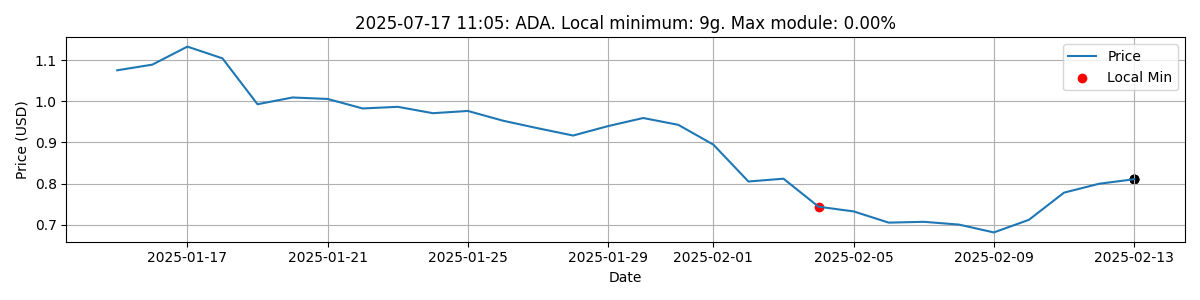 2025-07-17 11:05: ADA. Local minimum: 9g. Max module: 0.00%
Price
Local Min
Price (USD)
1.1
1.0
0.9
0.8
0.7
2025-01-17 2025-01-21 2025-01-25 2025-01-29 2025-02-01 2025-02-05 2025-02-09 2025-02-13
Date